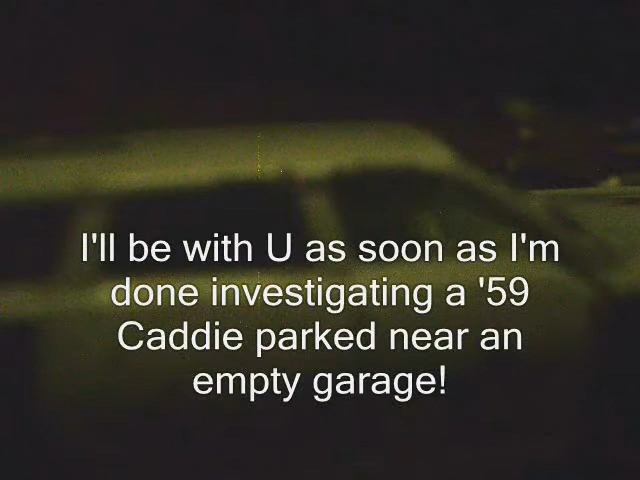 I'll be with U as soon as I'm
done investigating a '59
Caddie parked near an
empty garage!